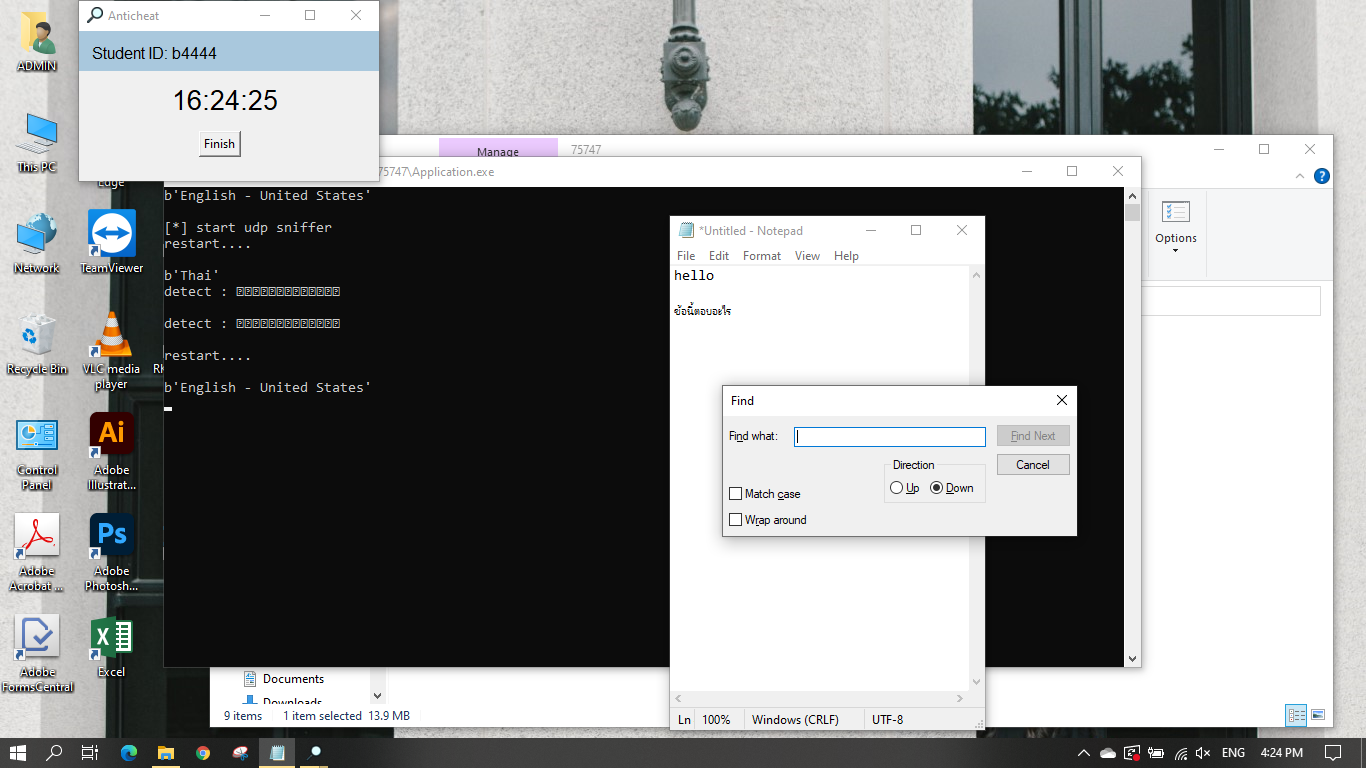 ADMIN
This PC
Edge
Network
TeamViewer
Recycle Bin
VLC media
player
Control
Panel
Adobe
Illustrat...
Adobe
Acrobat ...
Adobe
Photosh...
Adobe
FormsCentral
Excel
Anticheat
Student ID: b4444
16:24:25
Finish
Manage
75747
75747\Application.exe
b'English - United States'
[*] start udp sniffer
restart....
b'Thai'
detect :
detect :
restart....
b'English - United States'
*Untitled - Notepad
File Edit Format View Help
hello
ข้อนี้ตอบอะไร
Find
Find what:
Find Next
Cancel
Direction
Up Down
Match case
Wrap around
Ln 100% Windows (CRLF) UTF-8
Options
Documents
Downloads
9 items 1 item selected 13.9 MB
ENG 4:24 PM